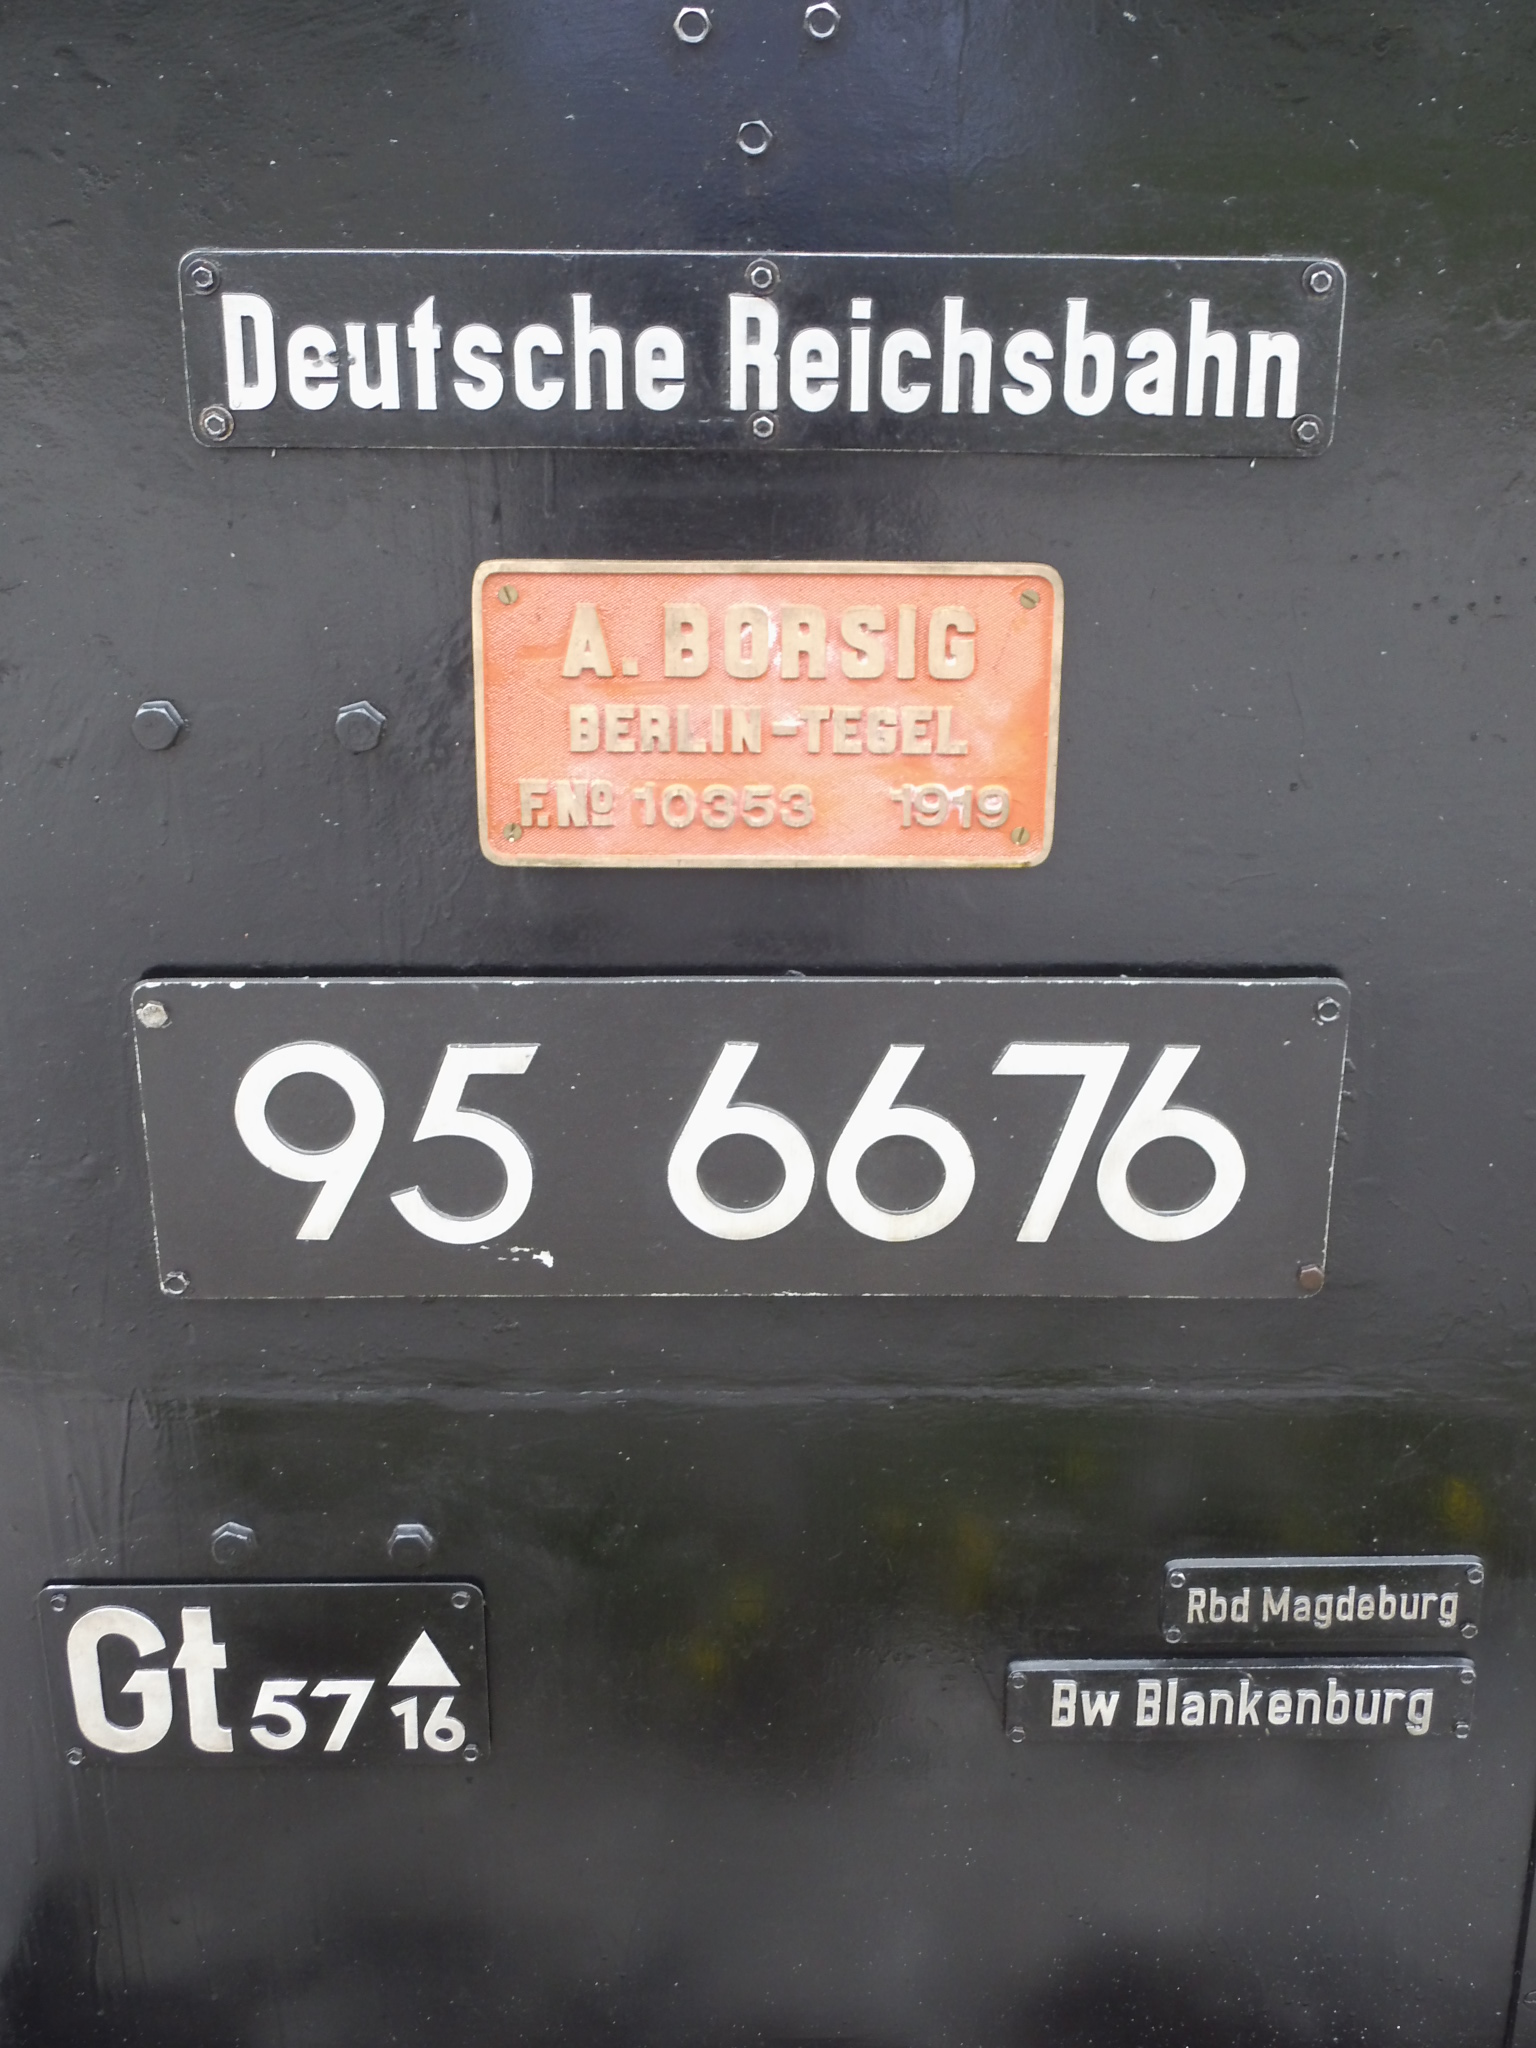 Deutsche Reichsbahn
A. BORSIG
BERLIN-TEGEL.
F.Nº 10353 1919
95 6676
Gt 57 16
Rbd Magdeburg
Bw Blankenburg